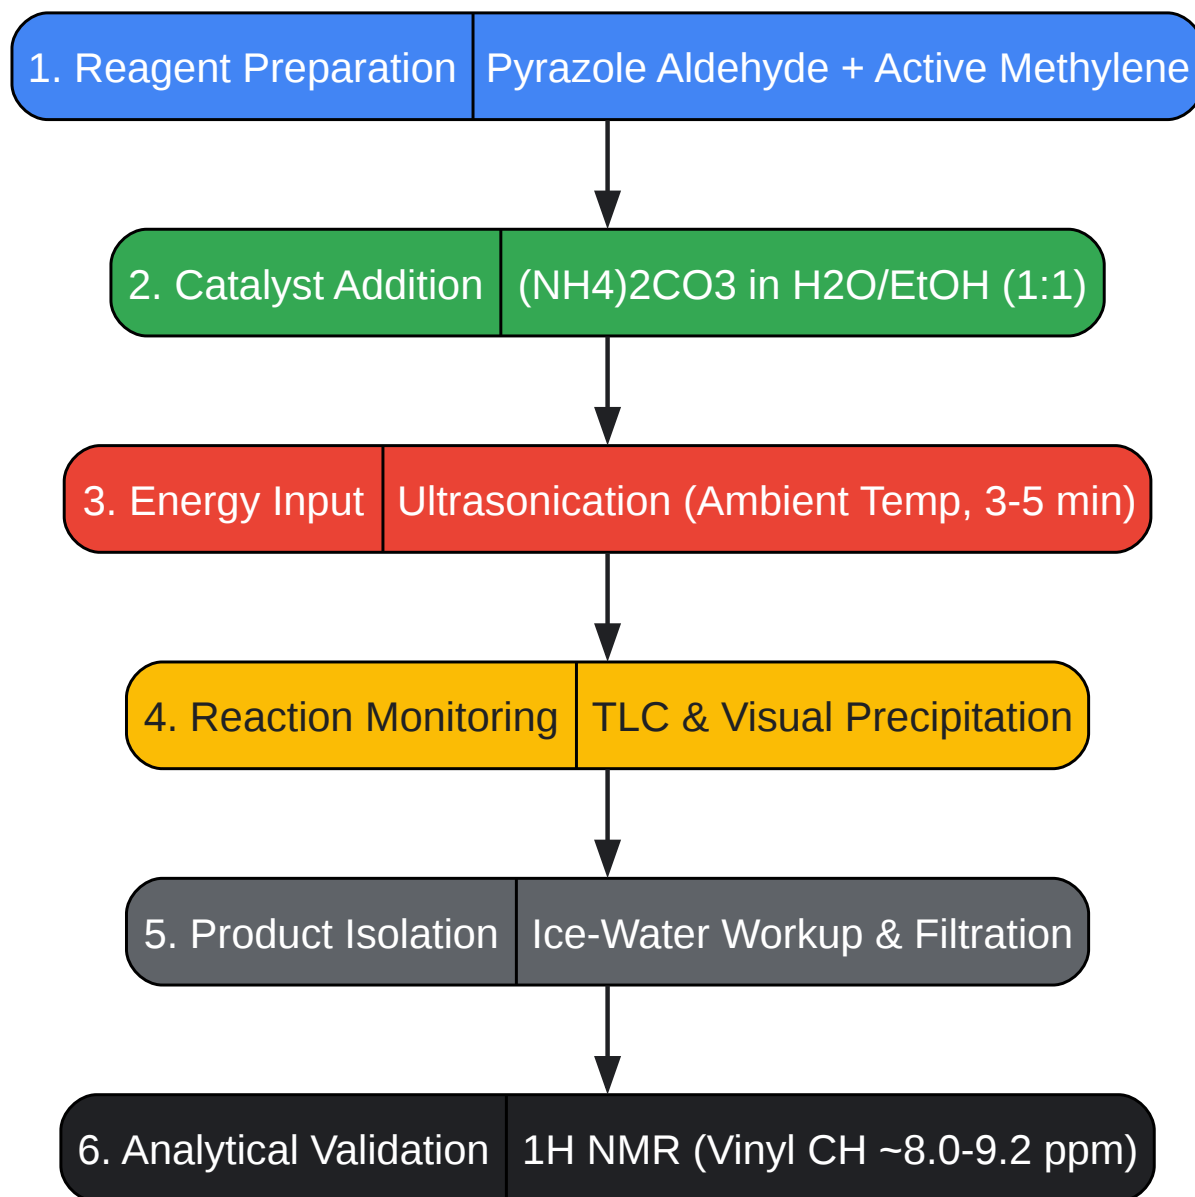 1. Reagent Preparation Pyrazole Aldehyde + Active Methylene
2. Catalyst Addition (NH4)2CO3 in H2O/EtOH (1:1)
3. Energy Input Ultrasonication (Ambient Temp, 3-5 min)
4. Reaction Monitoring TLC & Visual Precipitation
5. Product Isolation Ice-Water Workup & Filtration
6. Analytical Validation 1H NMR (Vinyl CH ~8.0-9.2 ppm)